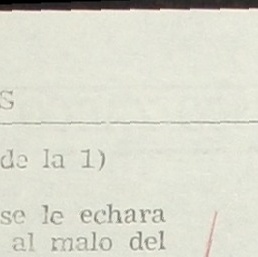 S
de la 1)
se le echara
al malo del